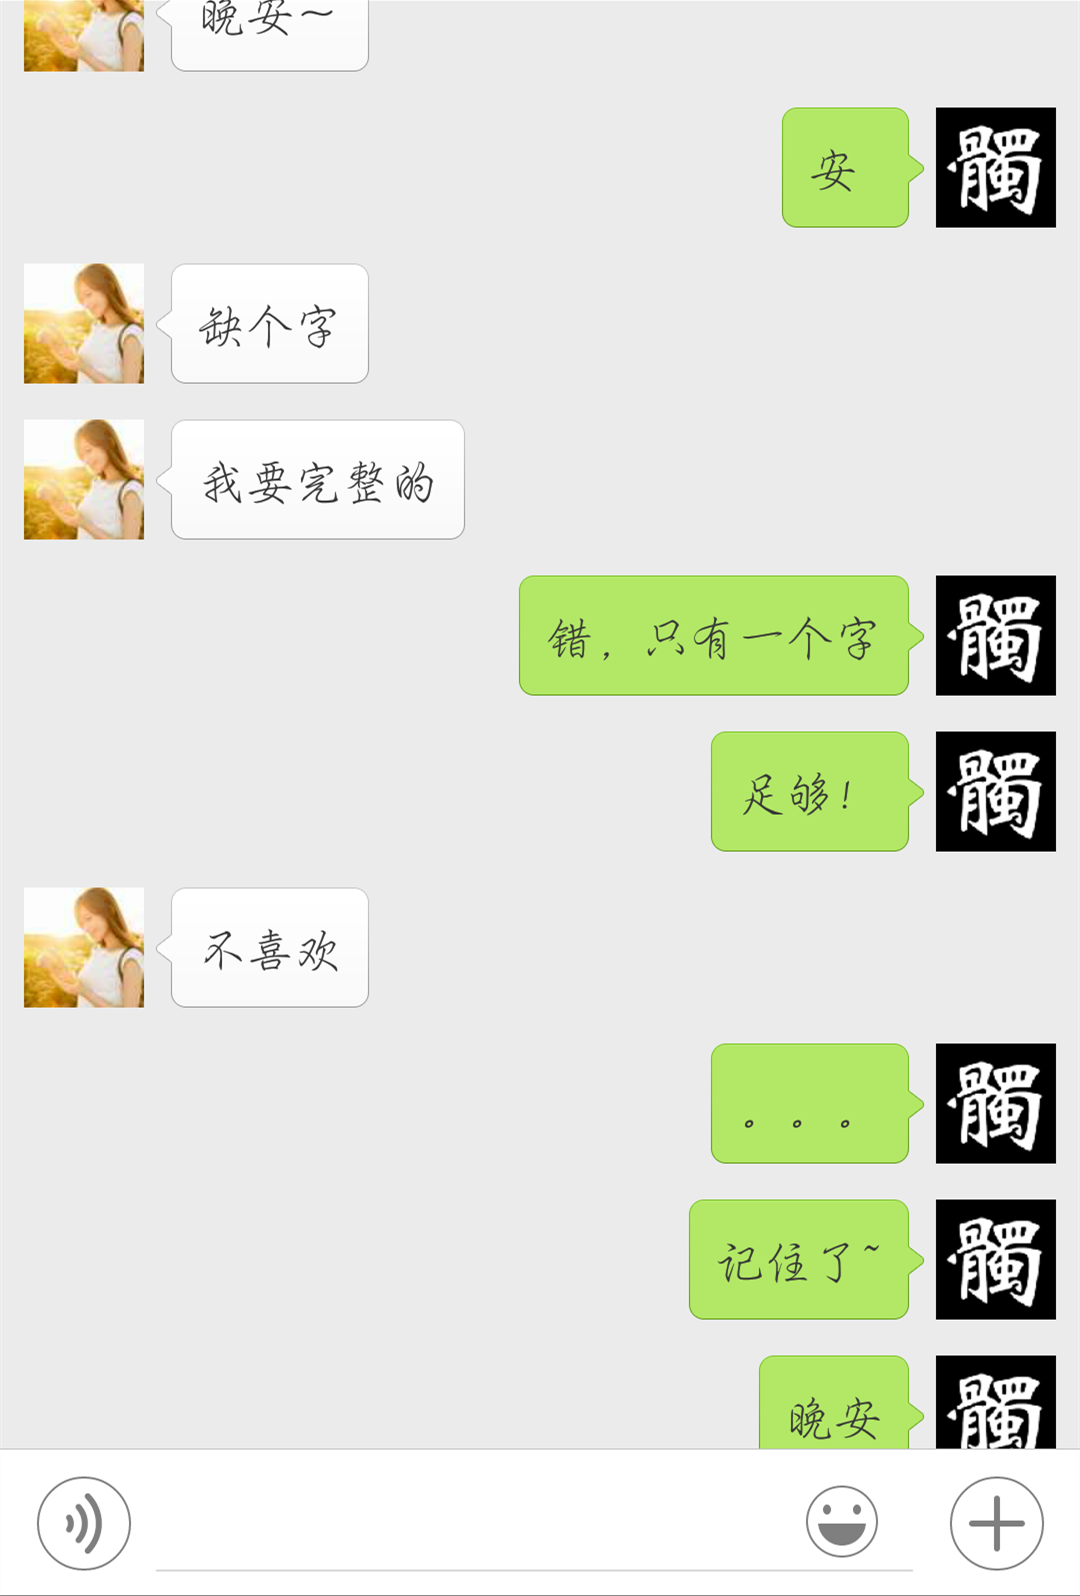 晚安～
安
髑
缺个字
我要完整的
错，只有一个字
髑
足够！
髑
不喜欢
。。。
髑
记住了~
髑
晚安
髑